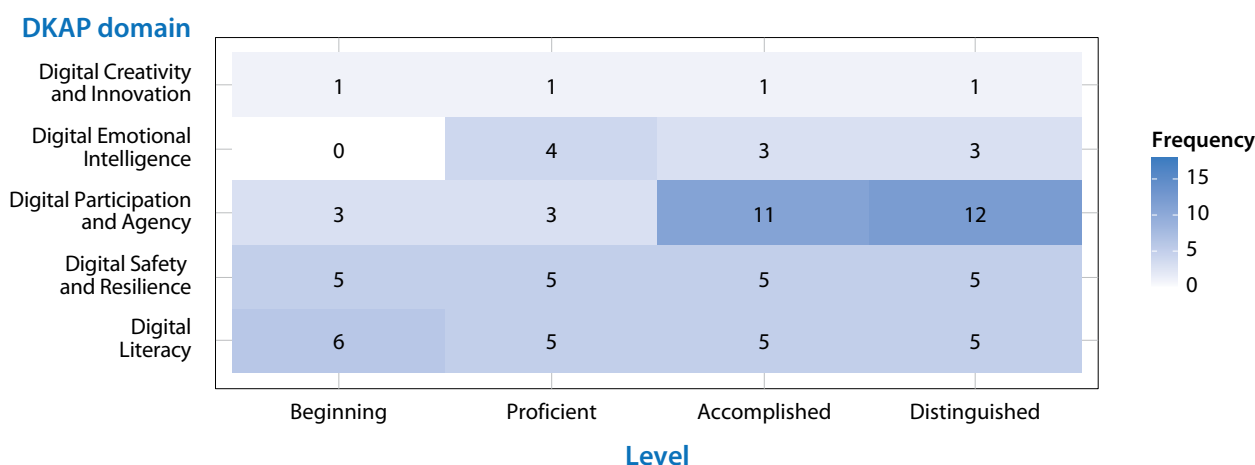 DKAP domain
Digital Creativity
and Innovation
1 1 1 1
Digital Emotional
Intelligence
0 4 3 3
Digital Participation
and Agency
3 3 11 12
Digital Safety
and Resilience
5 5 5 5
Digital
Literacy
6 5 5 5
Beginning Proficient Accomplished Distinguished
Level
Frequency
15
10
5
0